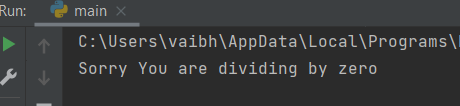 Run: main ×
C:\Users\vaibh\AppData\Local\Programs\
Sorry You are dividing by zero